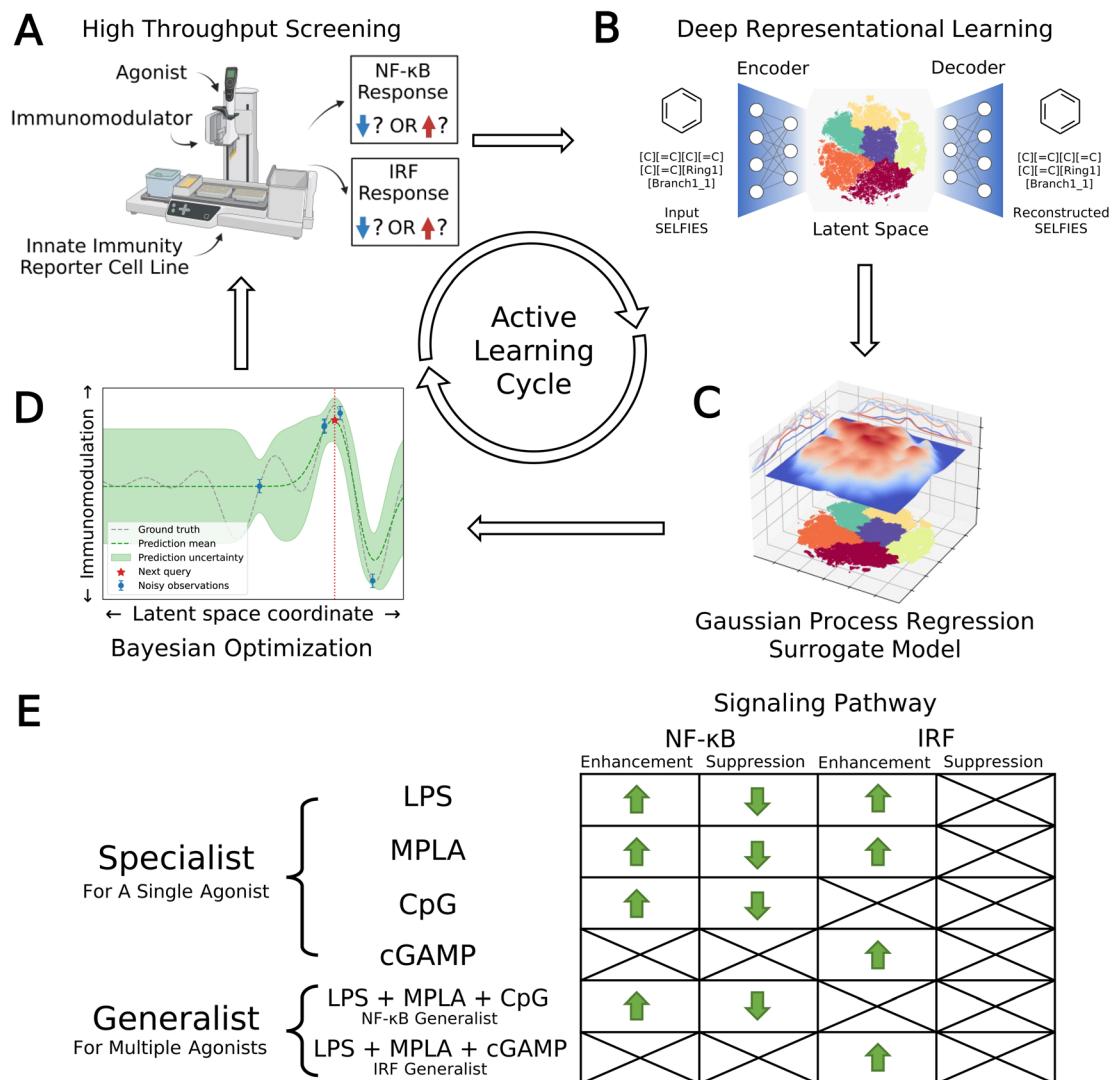 A
High Throughput Screening
Agonist
Immunomodulator
Innate Immunity
Reporter Cell Line
NF-κB
Response
? OR ?
IRF
Response
? OR ?
B
Deep Representational Learning
Encoder
Decoder
[C][=C][C][=C]
[C][=C][Ring1]
[Branch1_1]
Input
SELFIES
Latent Space
[C][=C][C][=C]
[C][=C][Ring1]
[Branch1_1]
Reconstructed
SELFIES
Active
Learning
Cycle
C
Gaussian Process Regression
Surrogate Model
D
← Immunomodulation →
Ground truth
Prediction mean
Prediction uncertainty
Next query
Noisy observations
← Latent space coordinate →
Bayesian Optimization
E
Signaling Pathway
NF-κB
IRF
Enhancement Suppression Enhancement Suppression
Specialist
For A Single Agonist
LPS
MPLA
CpG
cGAMP
Generalist
For Multiple Agonists
LPS + MPLA + CpG
NF-κB Generalist
LPS + MPLA + cGAMP
IRF Generalist